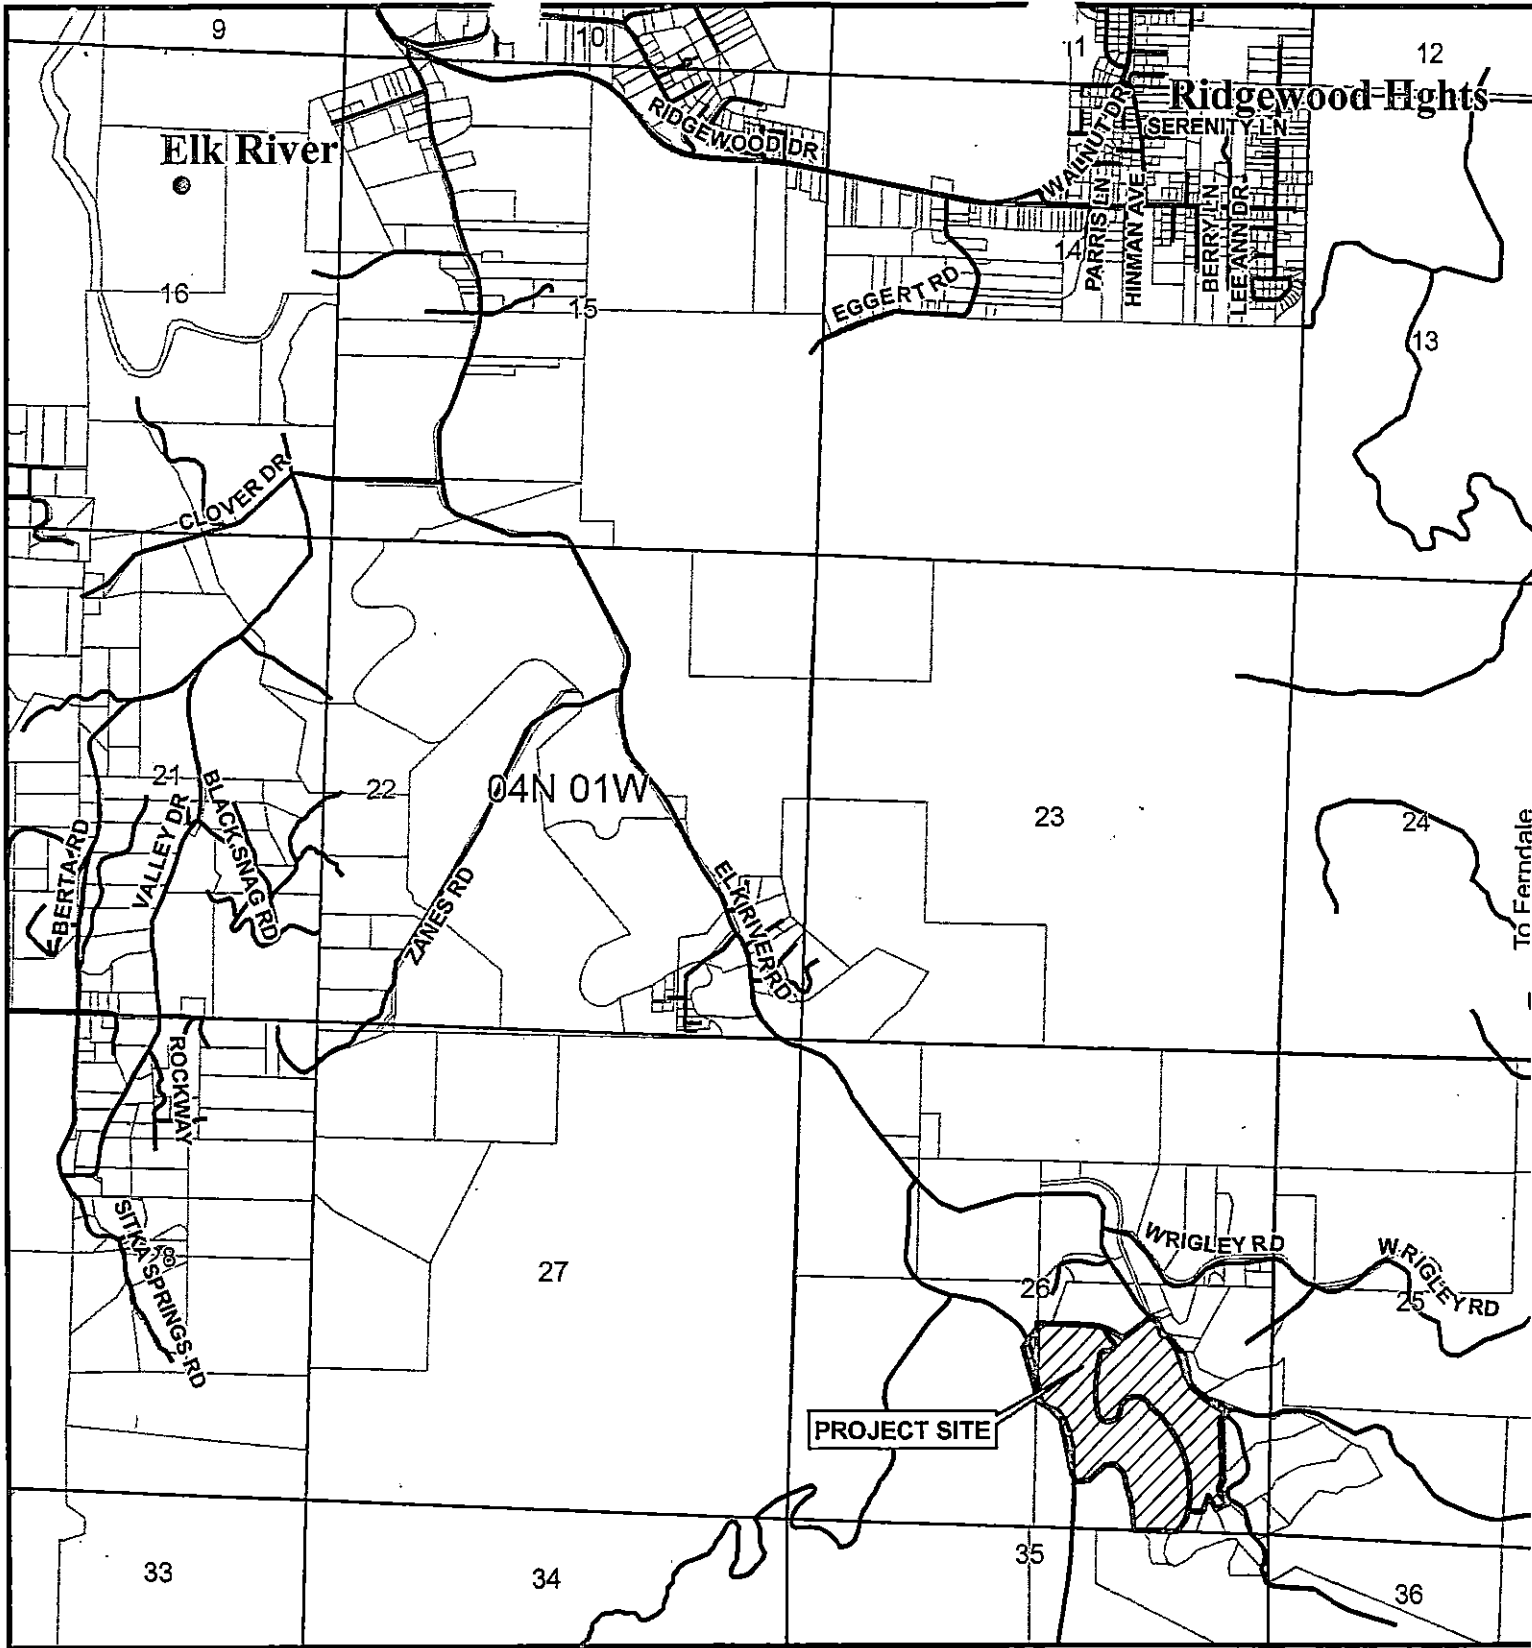 9
10
11
12
Elk River
Ridgewood Hghts
SERENITY LN
RIDGEWOOD DR
WALNUT DR
PARRIS LN
HINMAN AVE
BERRY LN
LEE ANN DR
14
16
15
EGGERT RD
13
CLOVER DR
21
22
04N 01W
23
24
BERTA RD
VALLEY DR
BLACK SNAG RD
ZANES RD
ELK RIVER RD
To Ferndale
ROCKWAY
SITKA SPRINGS RD
27
26
WRIGLEY RD
WRIGLEY RD
25
PROJECT SITE
33
34
35
36